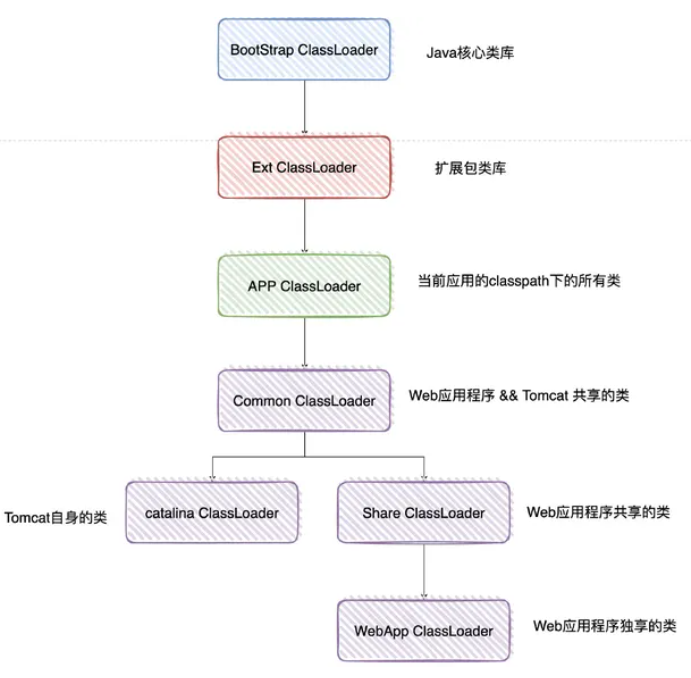 BootStrap ClassLoader
Java核心类库
Ext ClassLoader
扩展包类库
APP ClassLoader
当前应用的classpath下的所有类
Common ClassLoader
Web应用程序 && Tomcat 共享的类
Tomcat自身的类
catalina ClassLoader
Share ClassLoader
Web应用程序共享的类
WebApp ClassLoader
Web应用程序独享的类